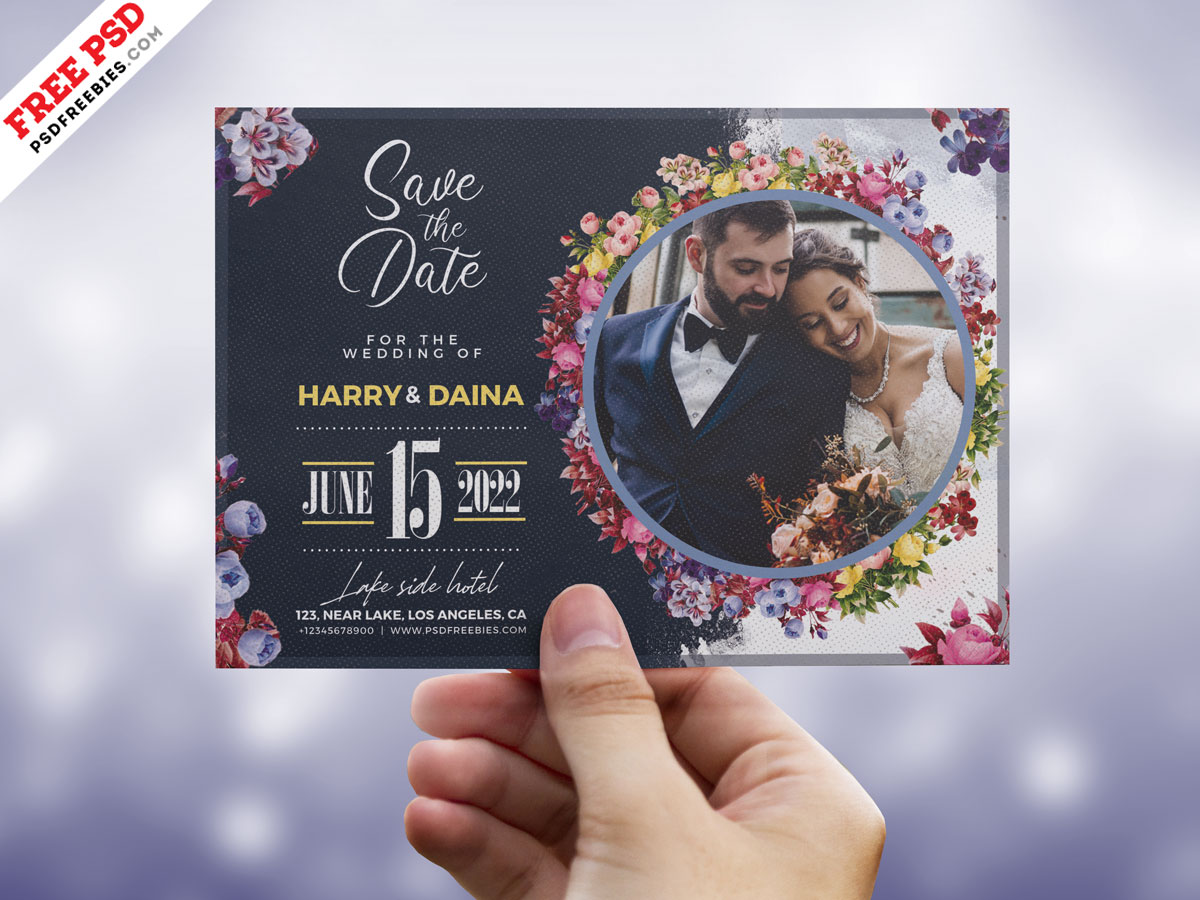 FREE PSD
PSDFREEBIES.COM
Save
the
Date
FOR THE
WEDDING OF
HARRY & DAINA
JUNE 15 2022
Lake side hotel
123, NEAR LAKE, LOS ANGELES, CA
+12345678900 | WWW.PSDFREEBIES.COM